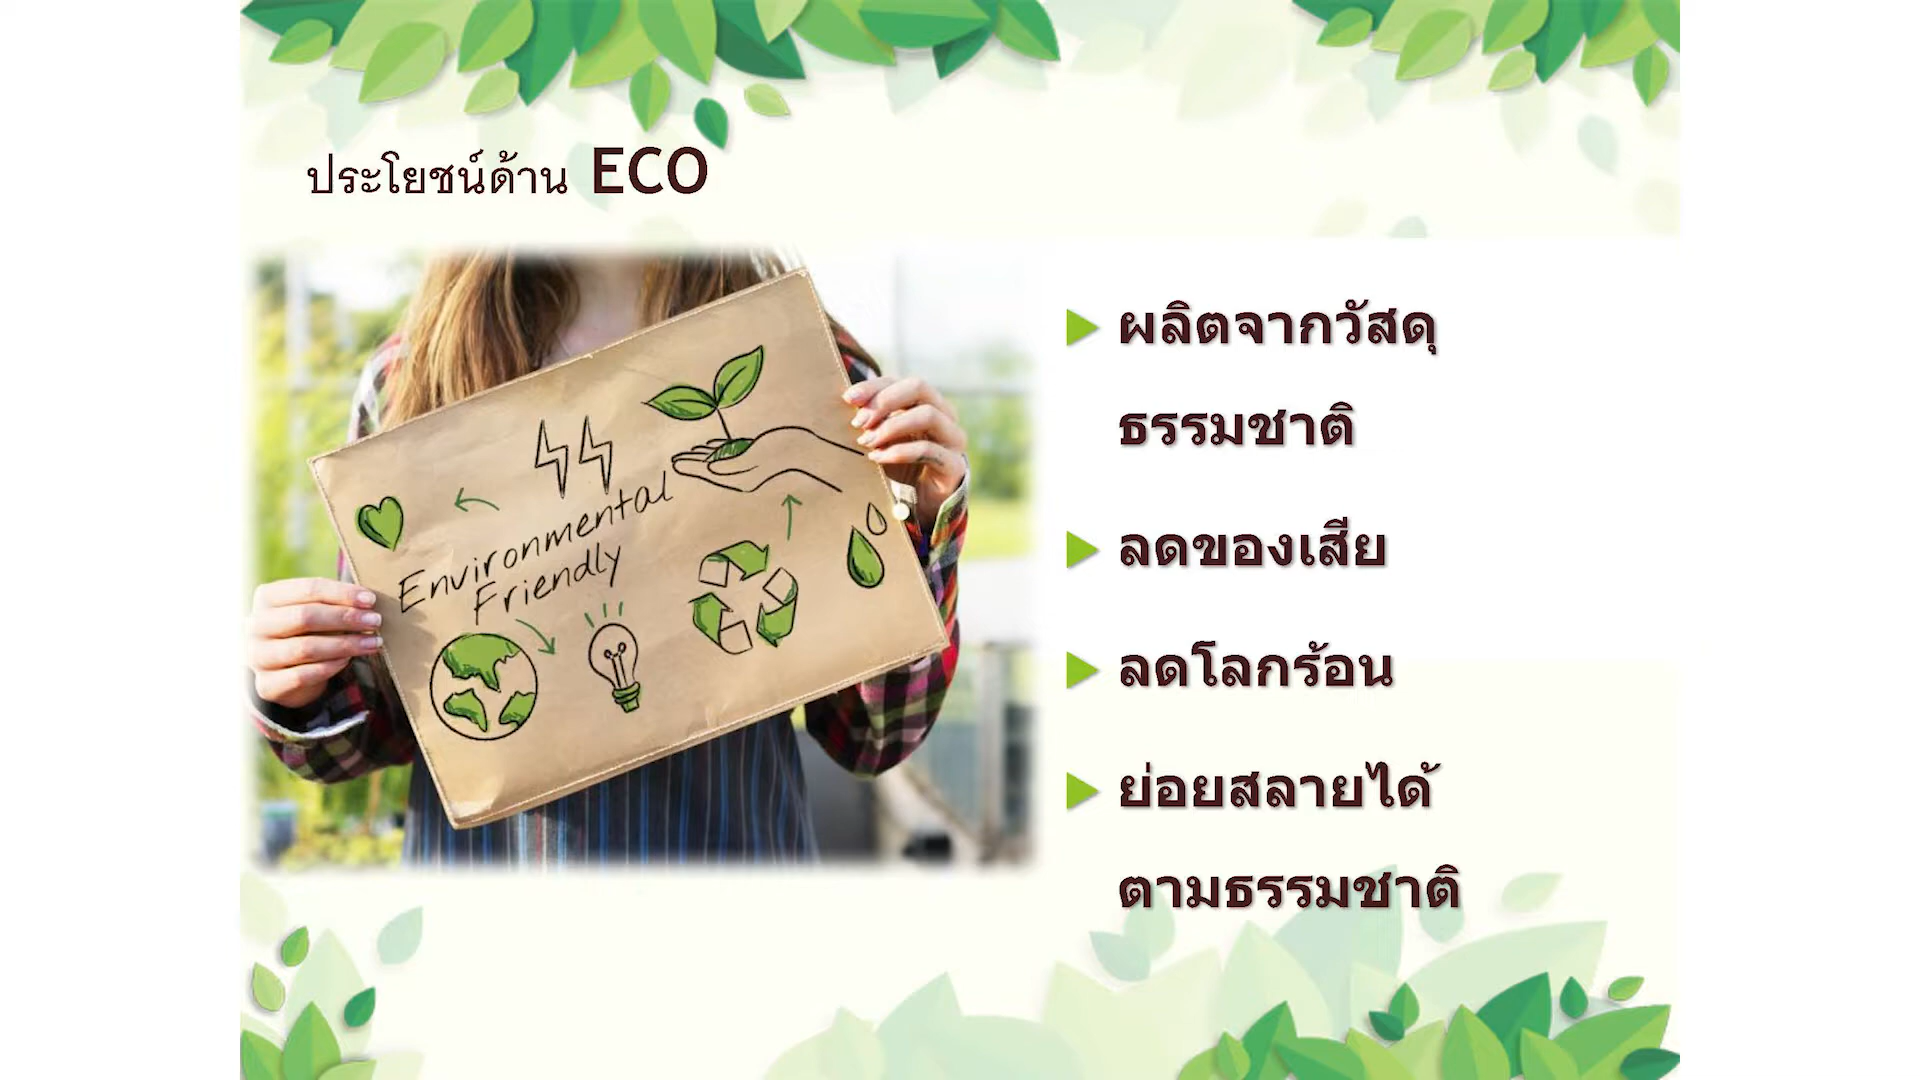 ประโยชน์ด้าน ECO
Environmental
Friendly
ผลิตจากวัสดุ
ธรรมชาติ
ลดของเสีย
ลดโลกร้อน
ย่อยสลายได้
ตามธรรมชาติ